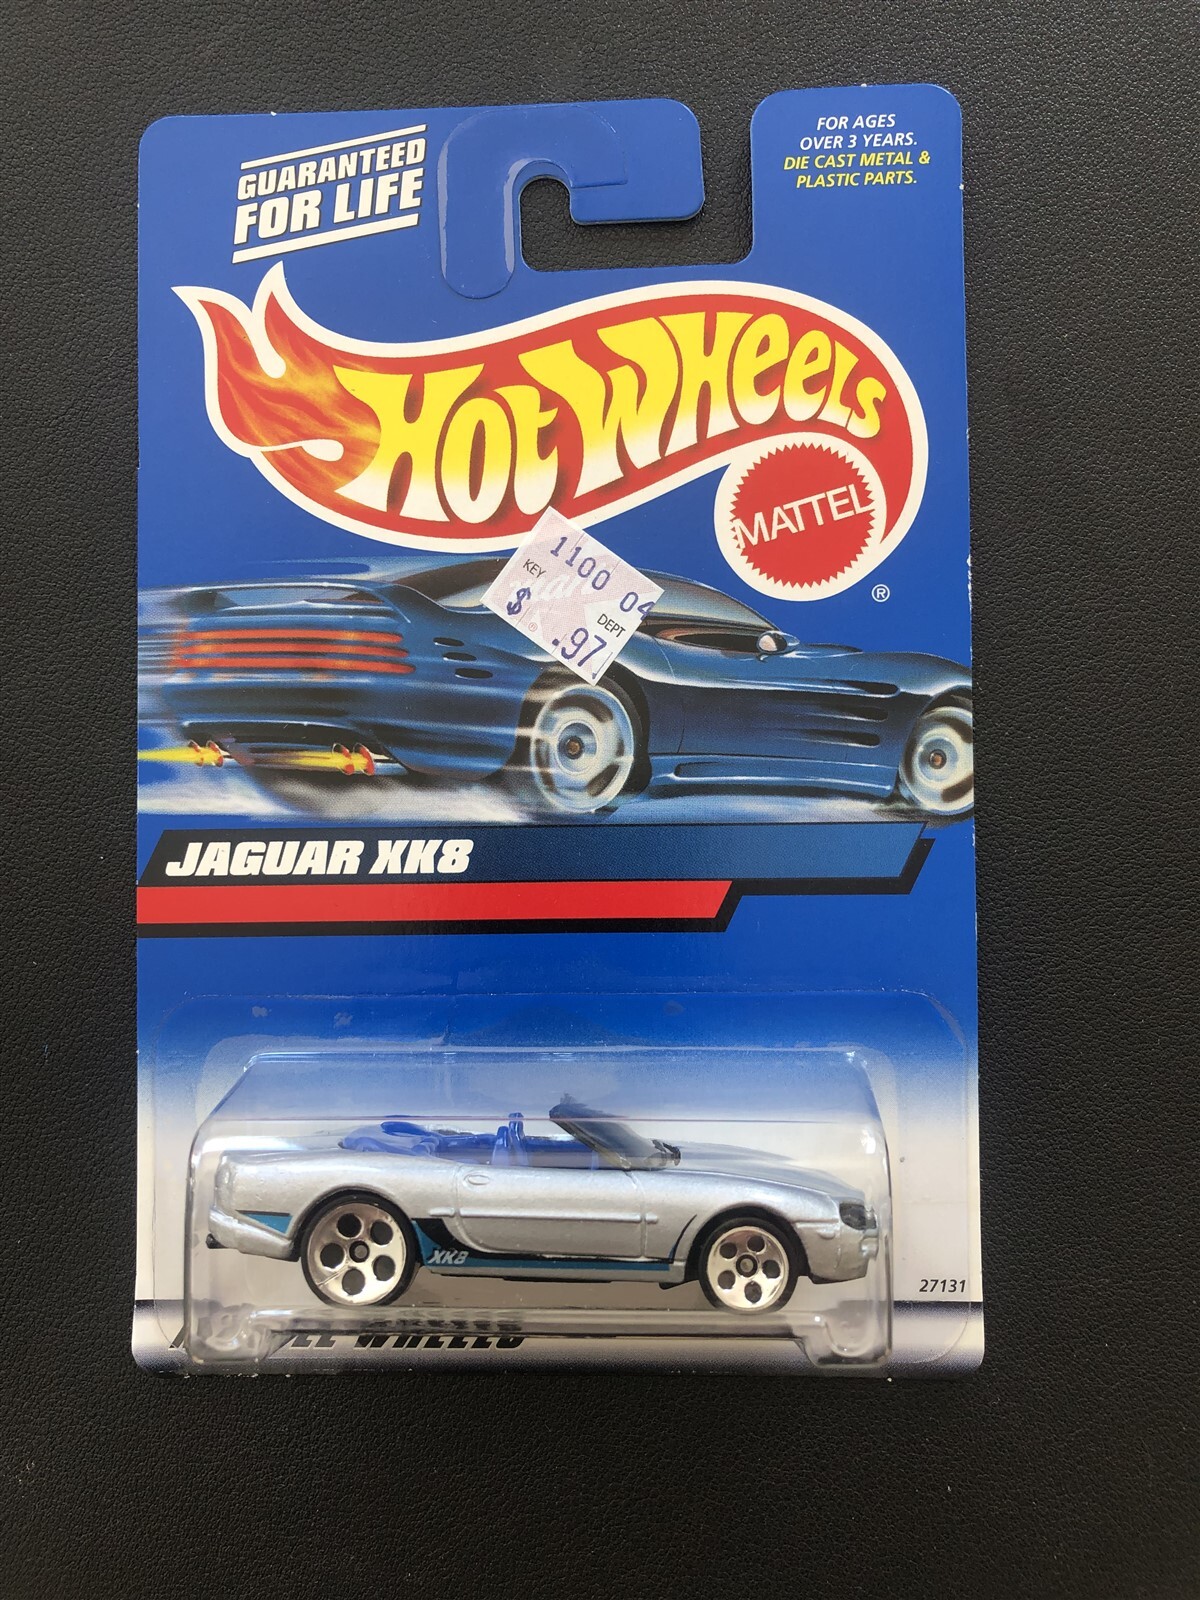 GUARANTEED
FOR LIFE
FOR AGES
OVER 3 YEARS.
DIE CAST METAL &
PLASTIC PARTS.
HOT WHEELS
MATTEL
®
1100 04
KEY
DEPT
$ .97
JAGUAR XK8
XK8
27131
WHEELS